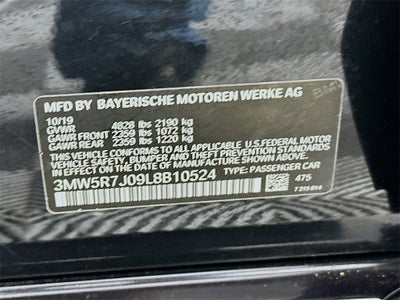 MFD BY BAYERISCHE MOTOREN WERKE AG
10/19
GVWR 4828 lbs 2190 kg
GAWR FRONT 2359 lbs 1072 kg
GAWR REAR 2359 lbs 1220 kg
THIS VEHICLE CONFORMS TO ALL APPLICABLE U.S. FEDERAL MOTOR
VEHICLE SAFETY, BUMPER AND THEFT PREVENTION STANDARDS IN
EFFECT ON THE DATE OF MANUFACTURE SHOWN ABOVE.
3MW5R7J09L8B10524 TYPE: PASSENGER CAR 475